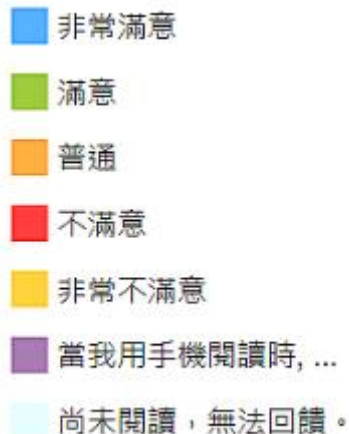 非常滿意
滿意
普通
不滿意
非常不滿意
當我用手機閱讀時, ...
尚未閱讀，無法回饋。